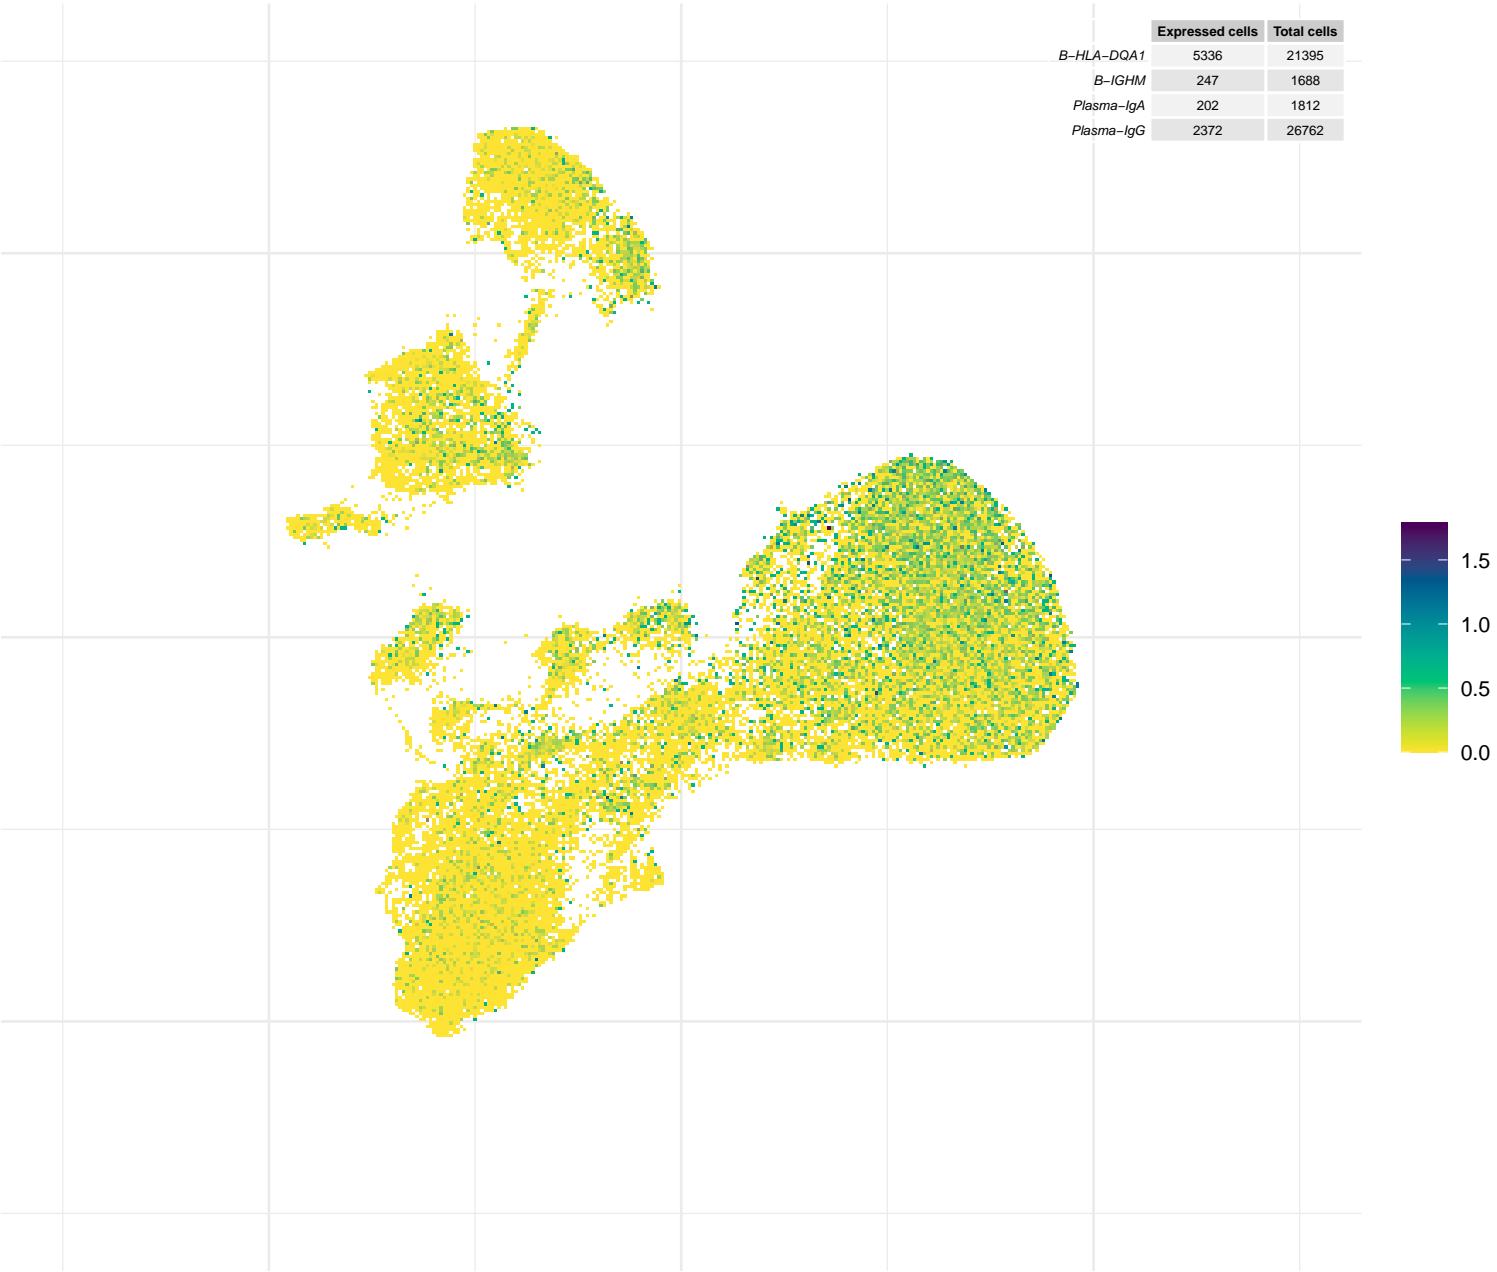 Expressed cells Total cells
B−HLA−DQA1 5336 21395
B−IGHM 247 1688
Plasma−IgA 202 1812
Plasma−IgG 2372 26762
1.5
1.0
0.5
0.0